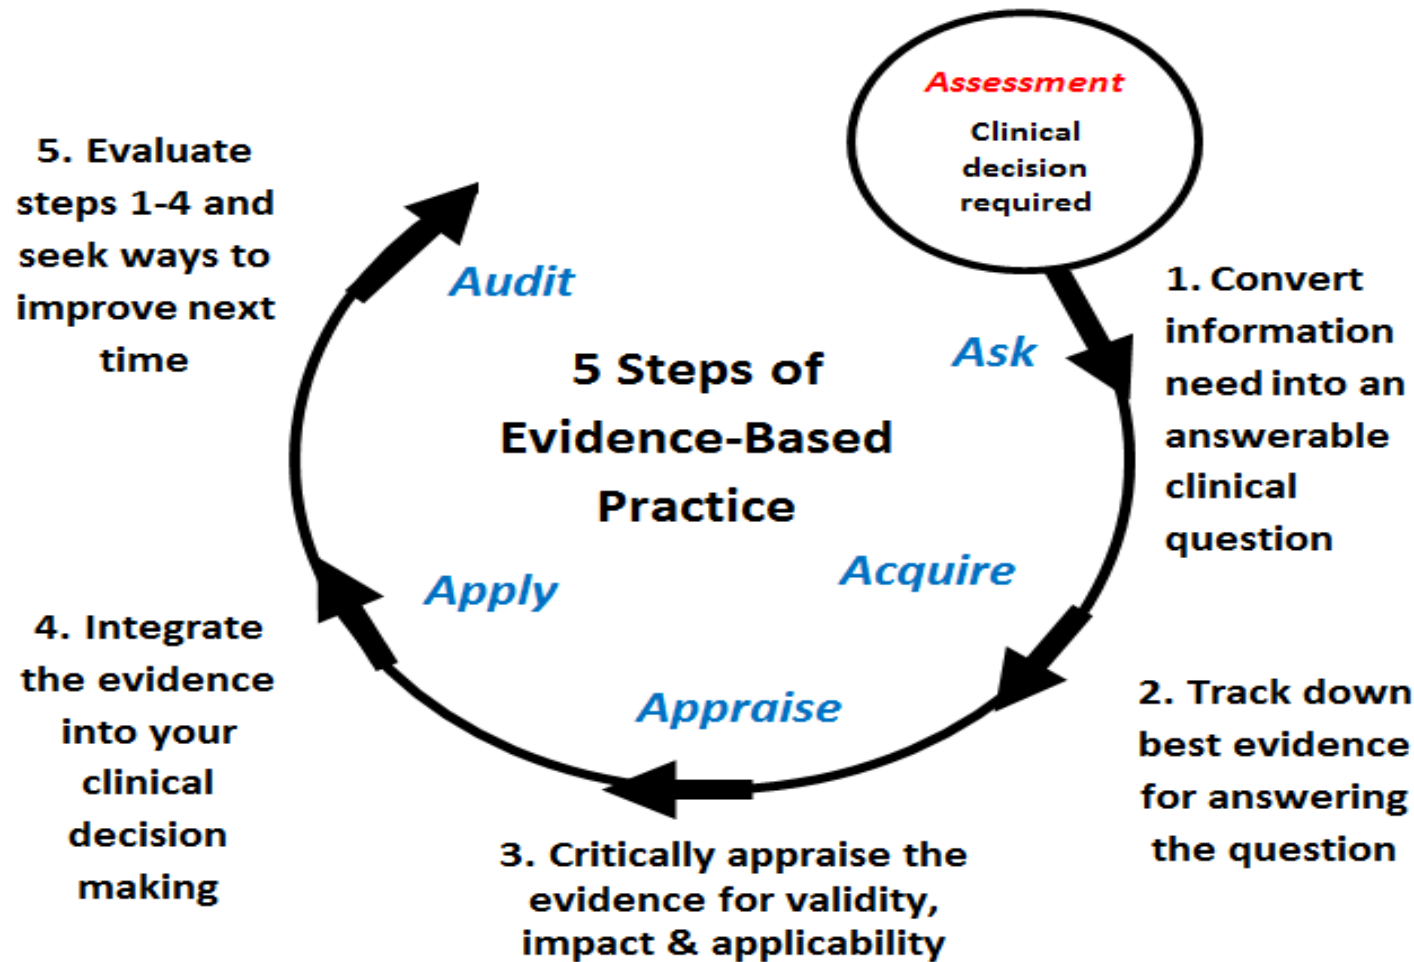 Assessment
Clinical
decision
required
5 Steps of
Evidence-Based
Practice
Ask
1. Convert
information
need into an
answerable
clinical
question
Acquire
2. Track down
best evidence
for answering
the question
Appraise
3. Critically appraise the
evidence for validity,
impact & applicability
Apply
4. Integrate
the evidence
into your
clinical
decision
making
Audit
5. Evaluate
steps 1-4 and
seek ways to
improve next
time